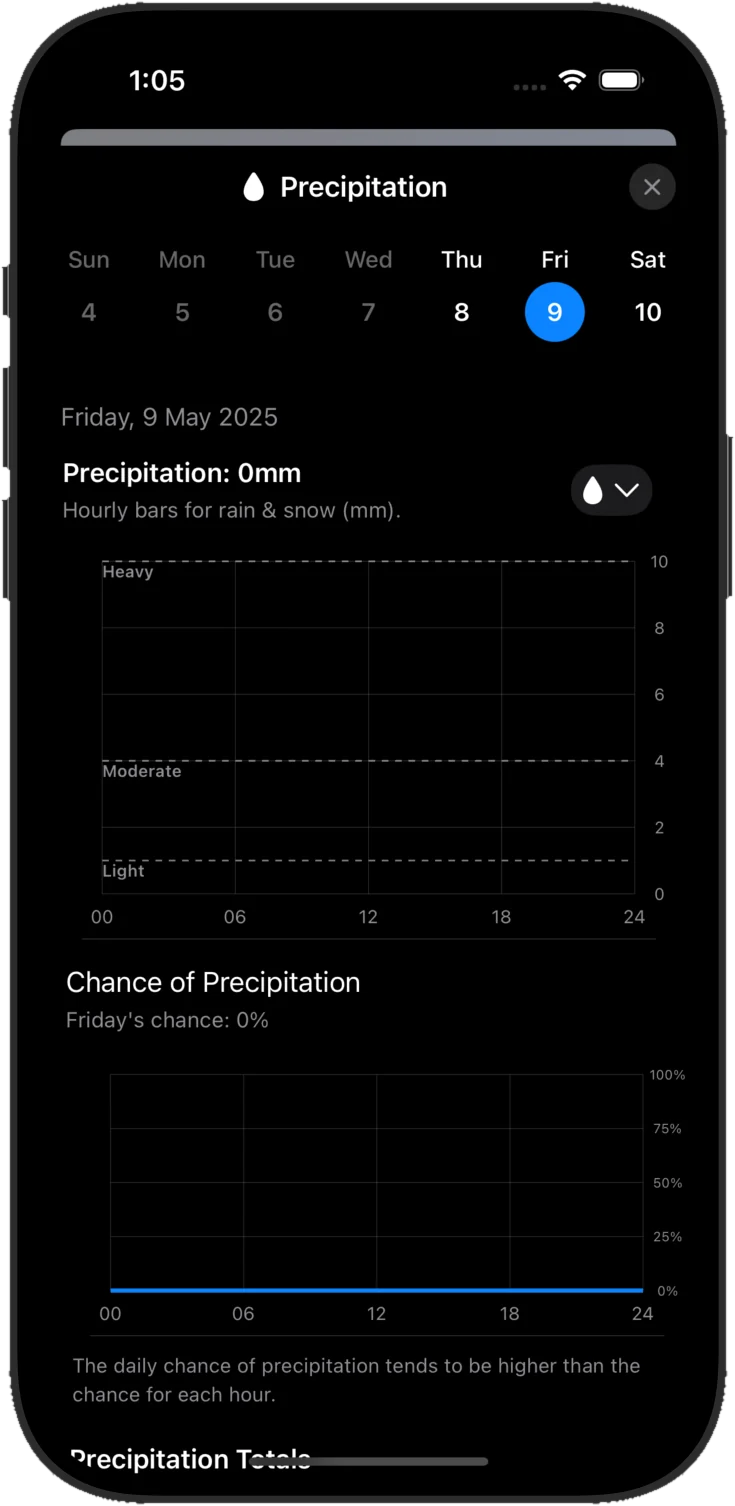 1:05
Precipitation
Sun Mon Tue Wed Thu Fri Sat
4 5 6 7 8 9 10
Friday, 9 May 2025
Precipitation: 0mm
Hourly bars for rain & snow (mm).
10
Heavy
8
6
4
Moderate
2
Light
0
00 06 12 18 24
Chance of Precipitation
Friday's chance: 0%
100%
75%
50%
25%
0%
00 06 12 18 24
The daily chance of precipitation tends to be higher than the
chance for each hour.
Precipitation Totals